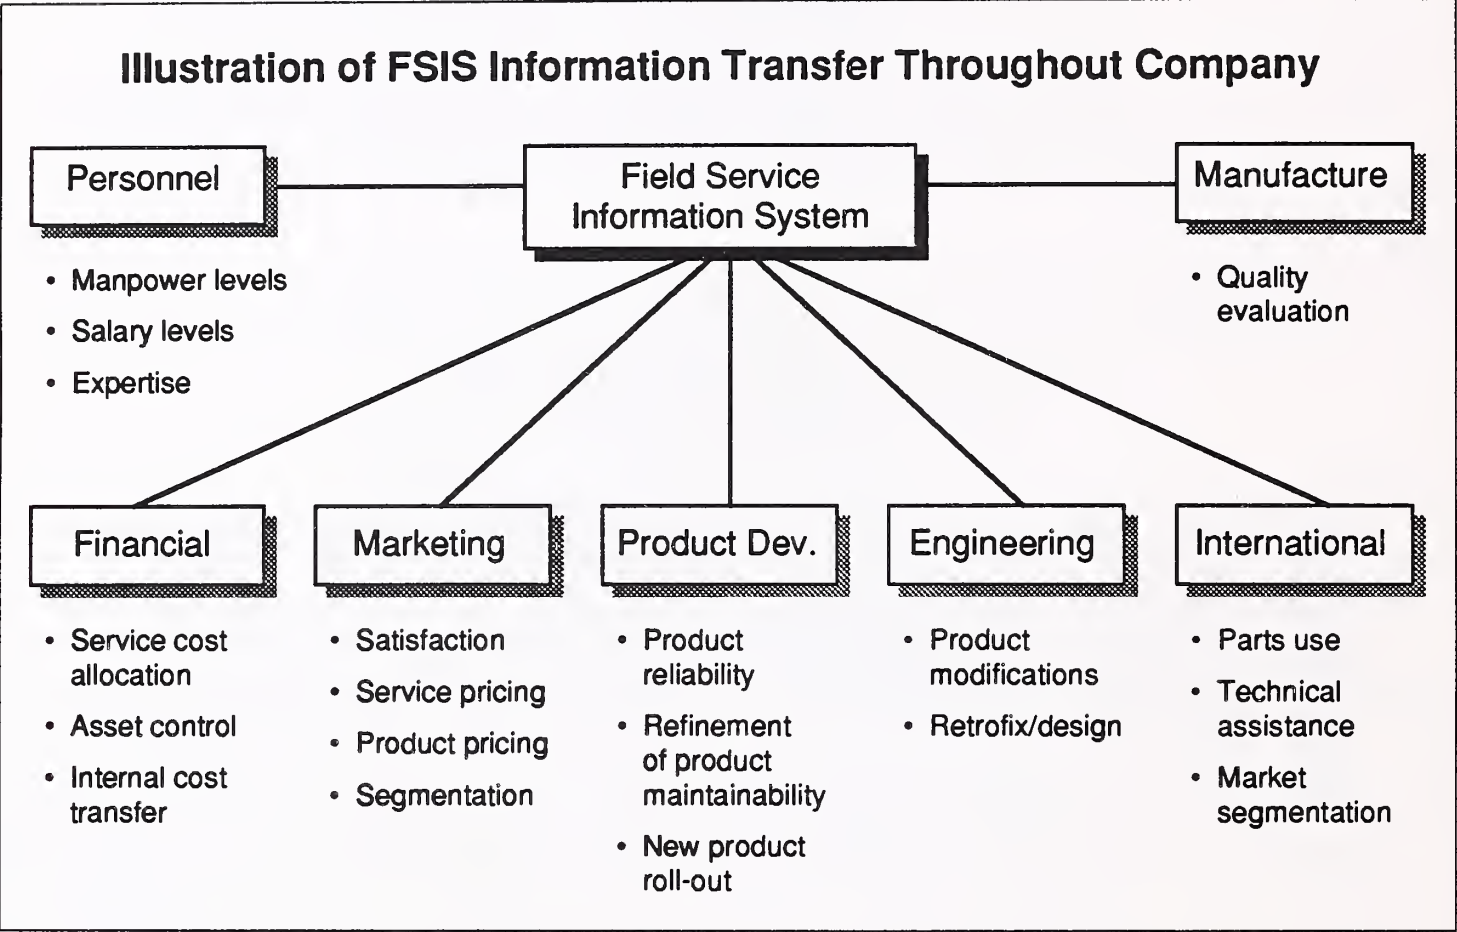 Illustration of FSIS Information Transfer Throughout Company
Personnel
• Manpower levels
• Salary levels
• Expertise
Field Service
Information System
Manufacture
• Quality
evaluation
Financial
• Service cost
allocation
• Asset control
• Internal cost
transfer
Marketing
• Satisfaction
• Service pricing
• Product pricing
• Segmentation
Product Dev.
• Product
reliability
• Refinement
of product
maintainability
• New product
roll-out
Engineering
• Product
modifications
• Retrofix/design
International
• Parts use
• Technical
assistance
• Market
segmentation